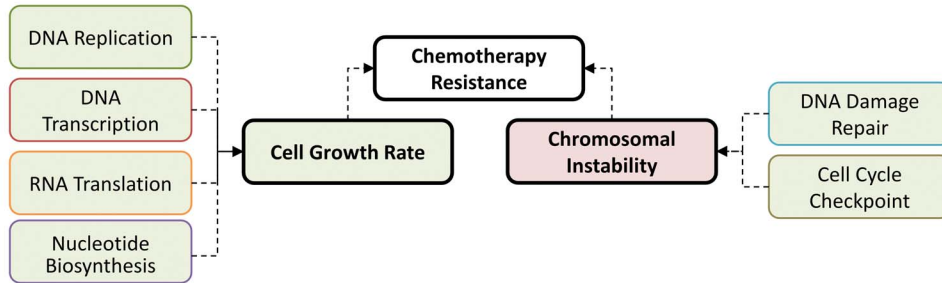 DNA Replication
DNA
Transcription
RNA Translation
Nucleotide
Biosynthesis
Cell Growth Rate
Chemotherapy
Resistance
Chromosomal
Instability
DNA Damage
Repair
Cell Cycle
Checkpoint